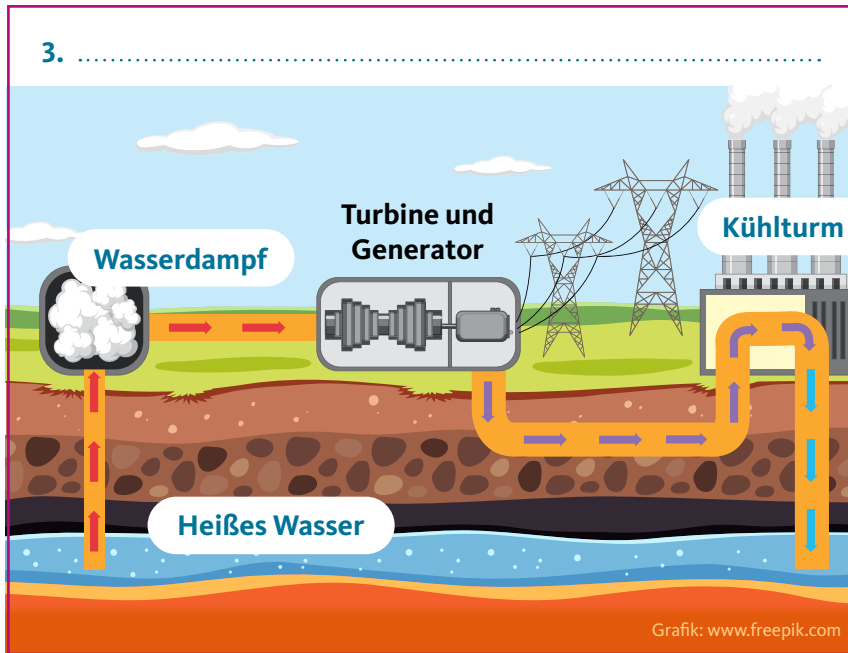 3. ........................................................................................
Turbine und
Generator
Kühlturm
Wasserdampf
Heißes Wasser
Grafik: www.freepik.com